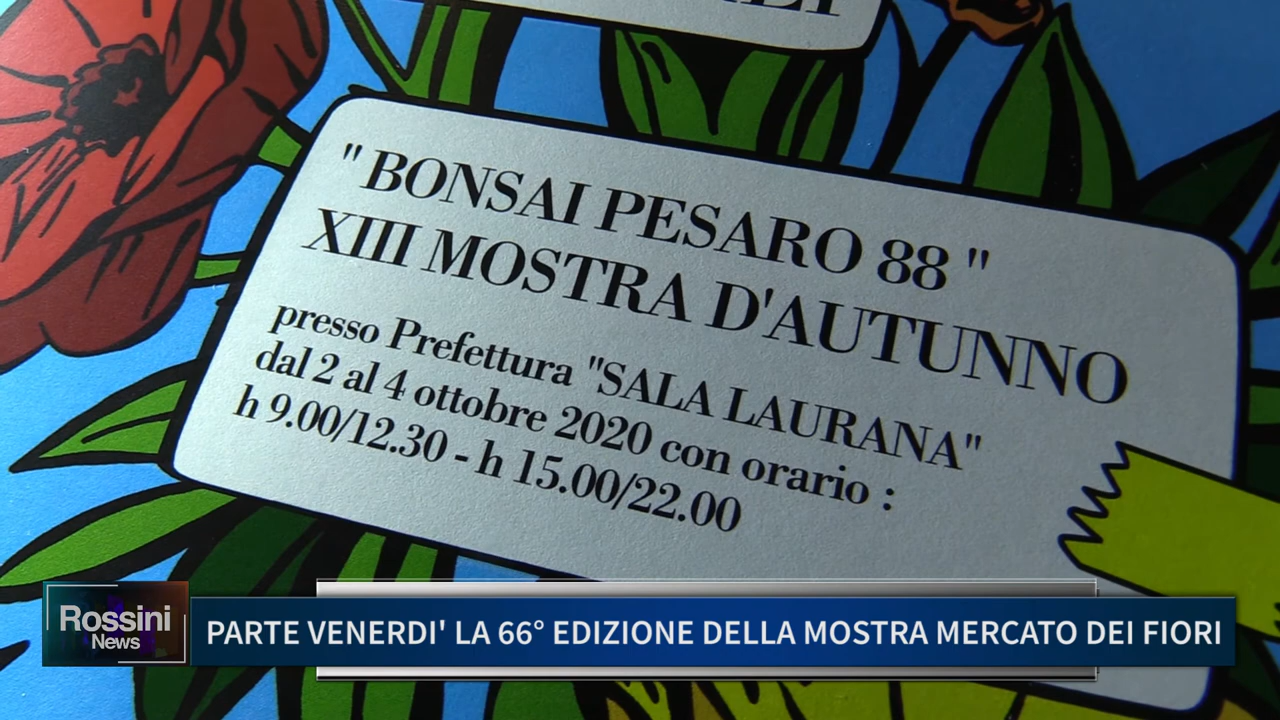 " BONSAI PESARO 88 "
XIII MOSTRA D'AUTUNNO
presso Prefettura "SALA LAURANA"
dal 2 al 4 ottobre 2020 con orario :
h 9.00/12.30 - h 15.00/22.00
Rossini
News
PARTE VENERDI' LA 66° EDIZIONE DELLA MOSTRA MERCATO DEI FIORI